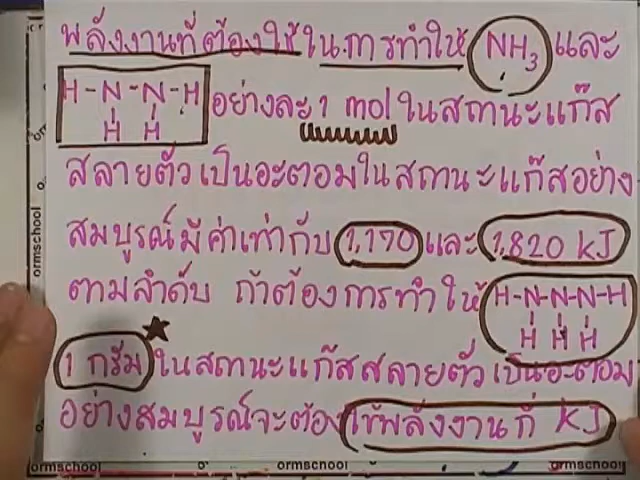 พลังงานที่ต้องใช้ในการทำให้ NH3 และ
H-N-N-H อย่างละ 1 mol ในสถานะแก๊ส
H H
สลายตัวเป็นอะตอมในสถานะแก๊สอย่าง
สมบูรณ์มีค่าเท่ากับ 1,170 และ 1,820 kJ
ตามลำดับ ถ้าต้องการทำให้ H-N-N-N-H
H H H
1 กรัม ในสถานะแก๊สสลายตัวเป็นอะตอม
อย่างสมบูรณ์จะต้องใช้พลังงานกี่ kJ
ormschool
ormschool ormschool ormschool